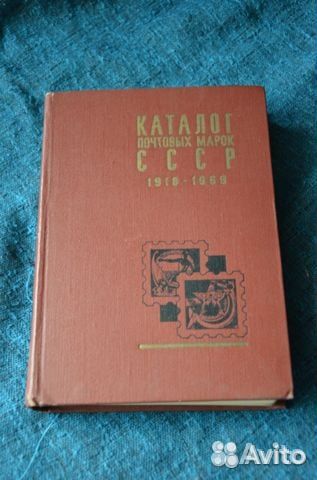 КАТАЛОГ
ПОЧТОВЫХ МАРОК
СССР
1918-1969
Avito